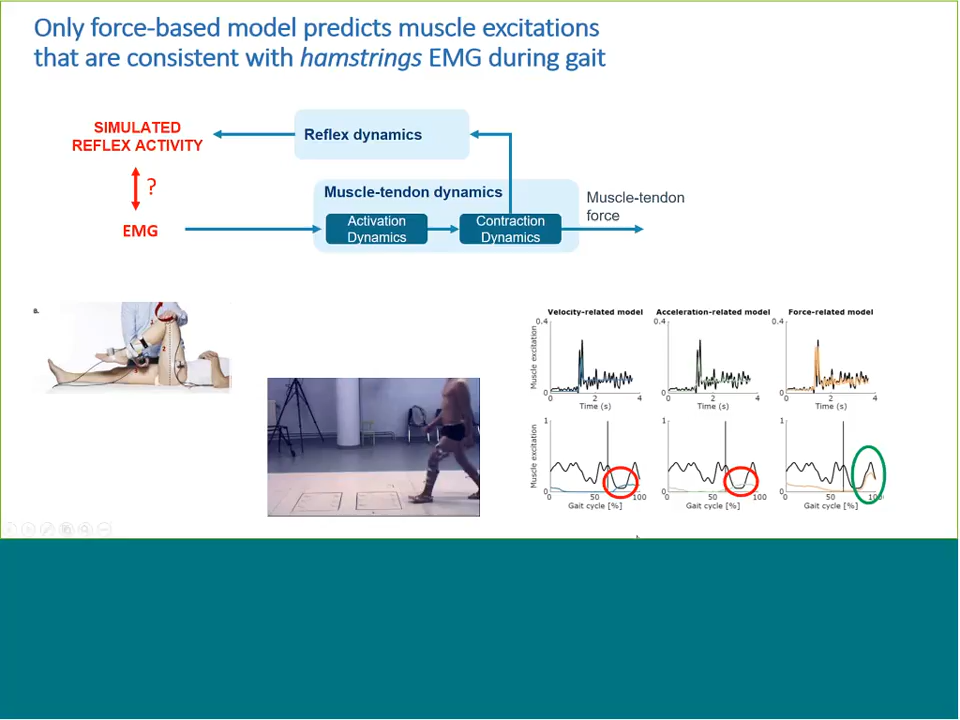 Only force-based model predicts muscle excitations
that are consistent with hamstrings EMG during gait
SIMULATED
REFLEX ACTIVITY
Reflex dynamics
?
EMG
Muscle-tendon dynamics
Activation
Dynamics
Contraction
Dynamics
Muscle-tendon
force
B.
1
2
3
Velocity-related model
Acceleration-related model
Force-related model
Muscle excitation
0.4
0
0 2 4
Time (s)
0.4
0
0 2 4
Time (s)
0.4
0
0 2 4
Time (s)
Muscle excitation
1
0
0 50 100
Gait cycle [%]
1
0
0 50 100
Gait cycle [%]
1
0
0 50 100
Gait cycle [%]